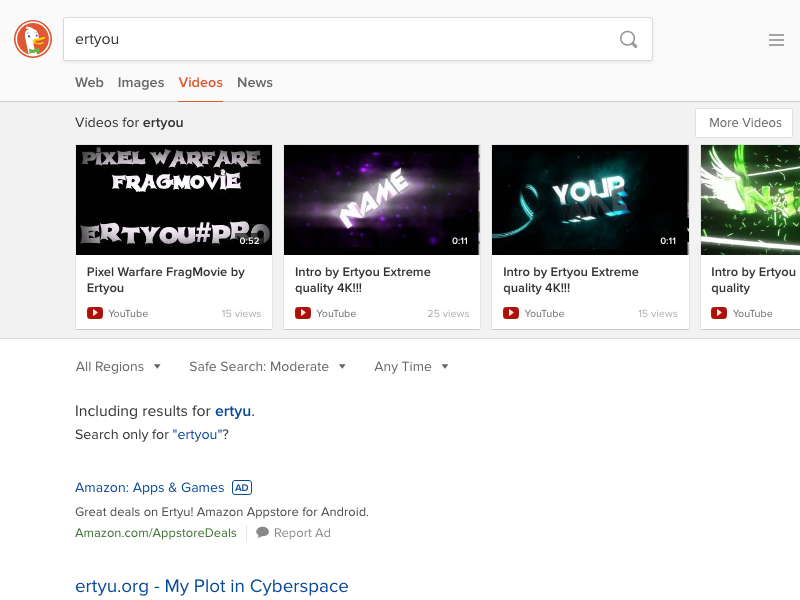 ertyou
Web Images Videos News
Videos for ertyou
More Videos
PIXEL WARFARE
FRAGMOVIE
ERTYOU#PRO
0:52
NAME
0:11
YOUR
0:11
Pixel Warfare FragMovie by
Ertyou
YouTube 15 views
Intro by Ertyou Extreme
quality 4K!!!
YouTube 25 views
Intro by Ertyou Extreme
quality 4K!!!
YouTube 15 views
Intro by Ertyou
quality
YouTube
All Regions Safe Search: Moderate Any Time
Including results for ertyu.
Search only for "ertyou"?
Amazon: Apps & Games AD
Great deals on Ertyu! Amazon Appstore for Android.
Amazon.com/AppstoreDeals Report Ad
ertyu.org - My Plot in Cyberspace